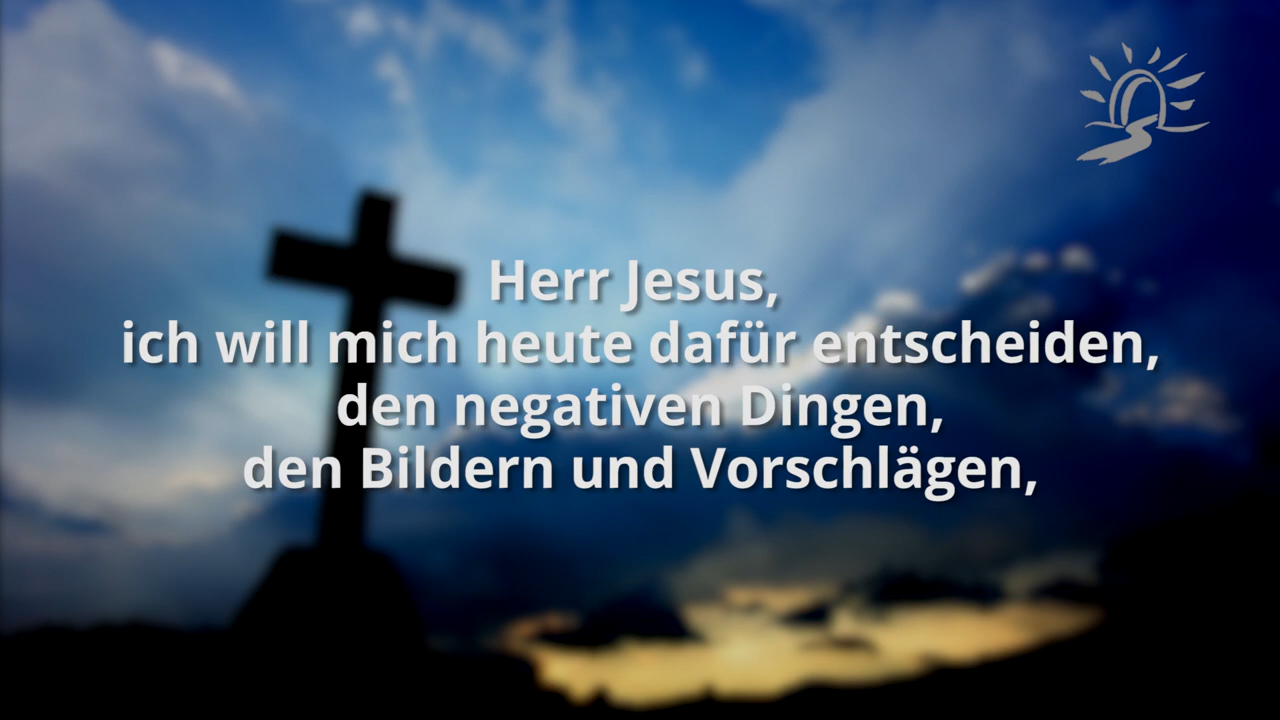 Herr Jesus,
ich will mich heute dafür entscheiden,
den negativen Dingen,
den Bildern und Vorschlägen,